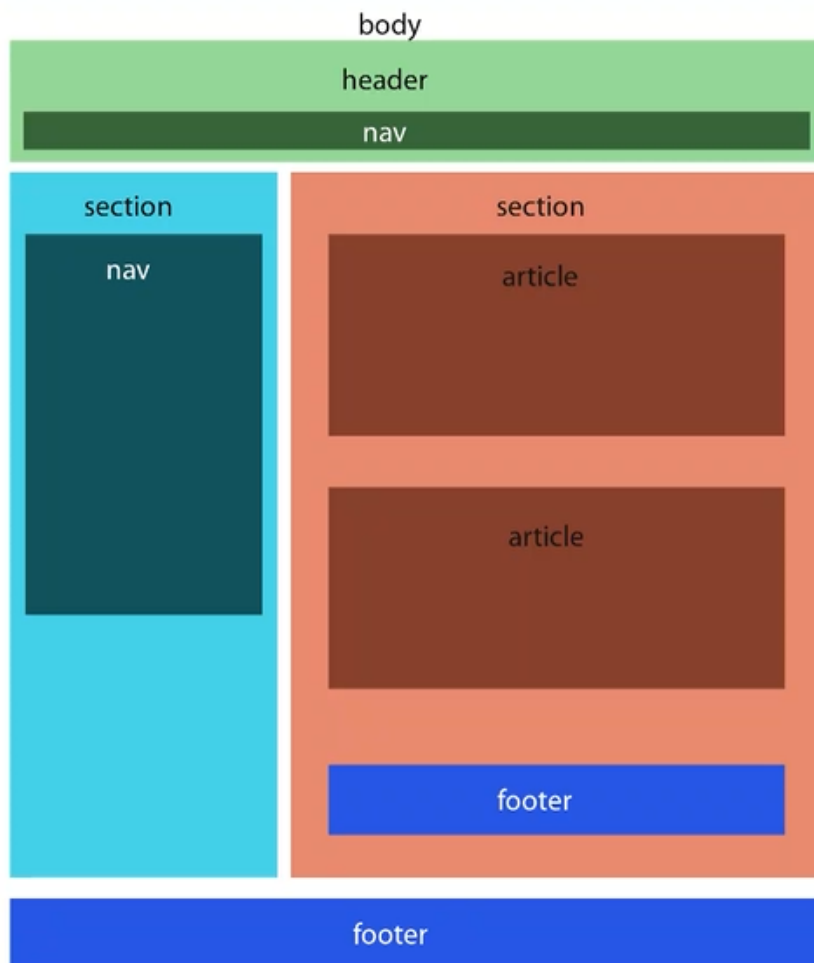 body
header
nav
section
nav
section
article
article
footer
footer